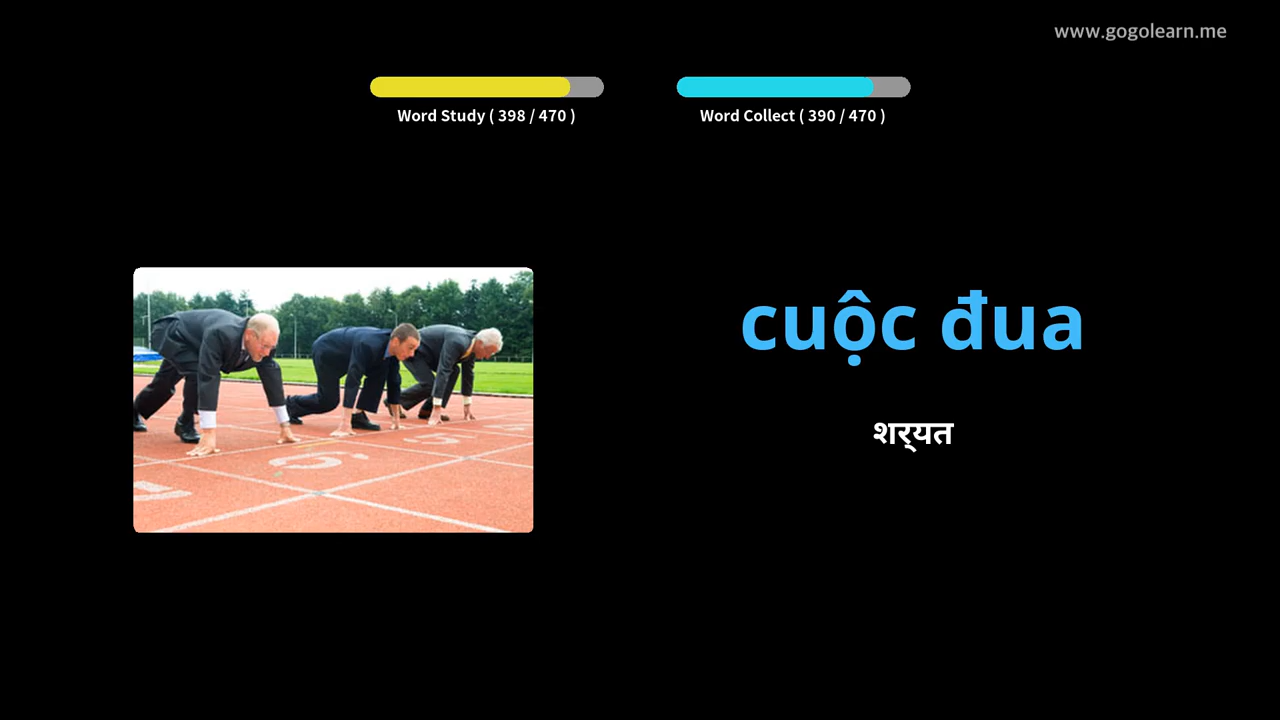 www.gogolearn.me
Word Study ( 398 / 470 )
Word Collect ( 390 / 470 )
cuộc đua
शर्यत